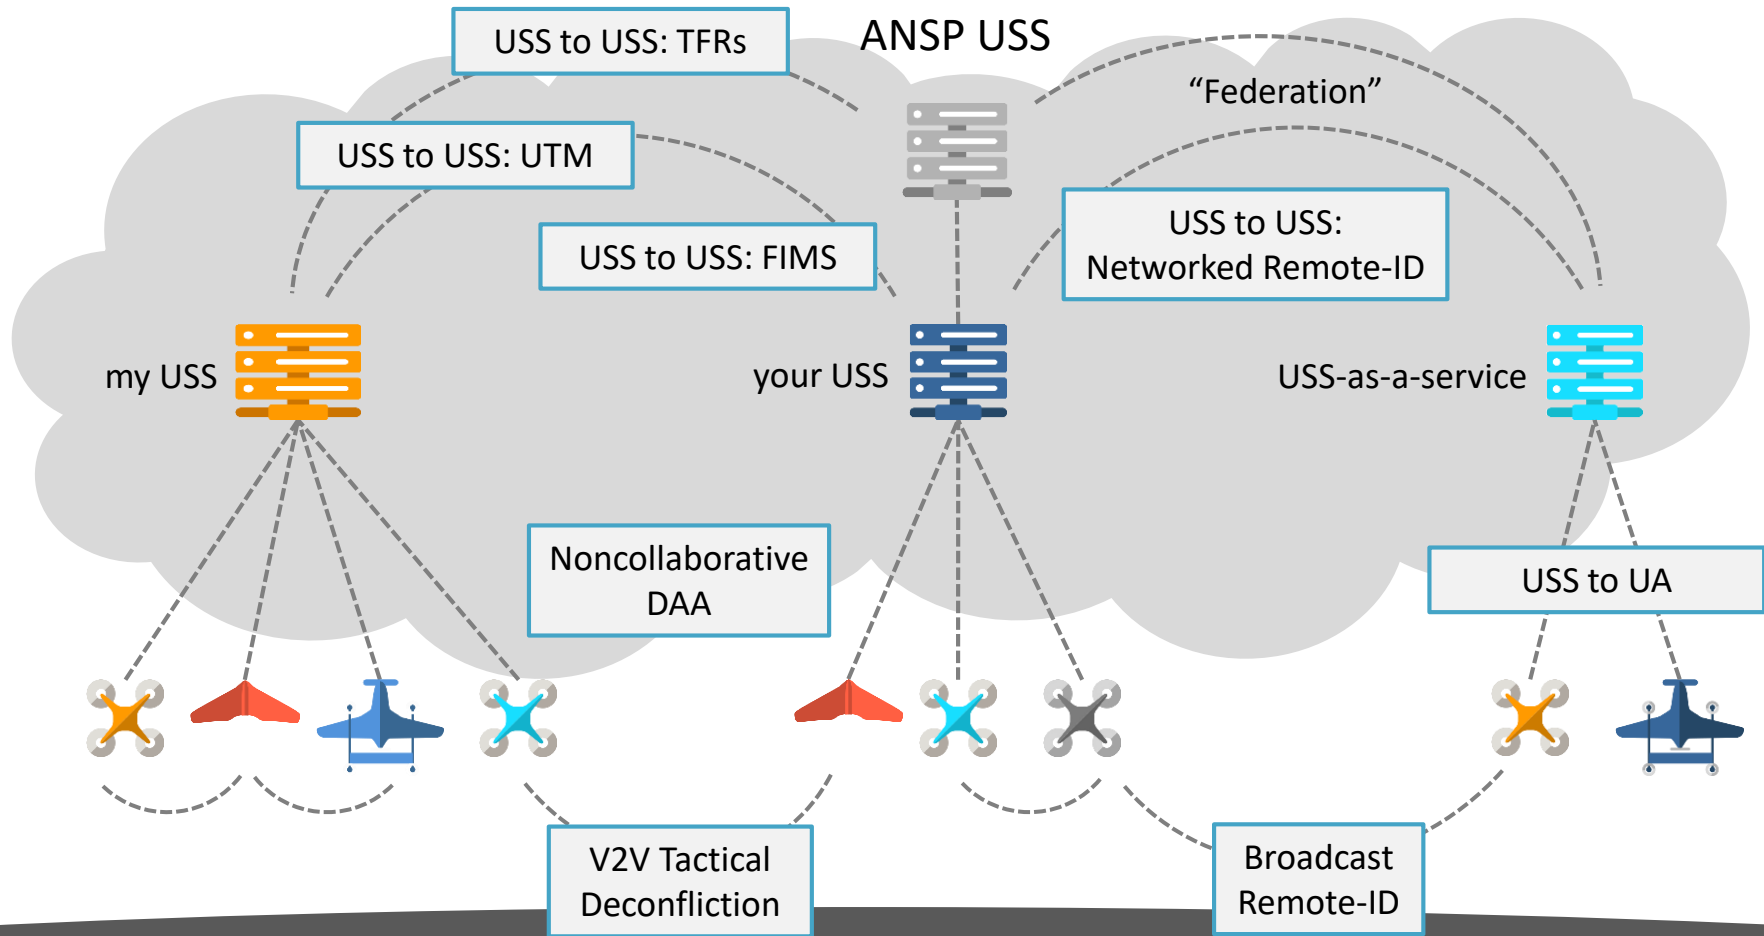 USS to USS: TFRs
ANSP USS
“Federation”
USS to USS: UTM
USS to USS: FIMS
USS to USS:
Networked Remote-ID
my USS
your USS
USS-as-a-service
Noncollaborative
DAA
USS to UA
V2V Tactical
Deconfliction
Broadcast
Remote-ID